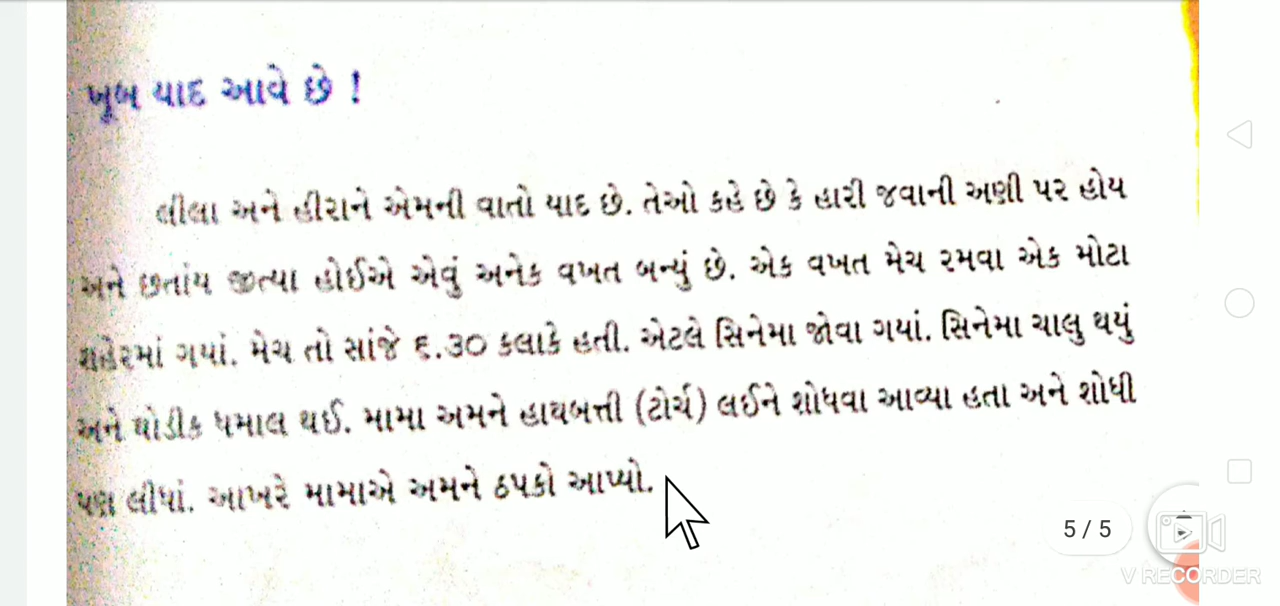 ખૂબ યાદ આવે છે !
લીલા અને હીરાને એમની વાતો યાદ છે. તેઓ કહે છે કે હારી જવાની અણી પર હોય
અને છતાંય જીત્યા હોઈએ એવું અનેક વખત બન્યું છે. એક વખત મેચ રમવા એક મોટા
શહેરમાં ગયાં. મેચ તો સાંજે ૬.૩૦ કલાકે હતી. એટલે સિનેમા જોવા ગયાં. સિનેમા ચાલુ થયું
અને થોડીક ધમાલ થઈ. મામા અમને હાથબત્તી (ટોર્ચ) લઈને શોધવા આવ્યા હતા અને શોધી
પણ લીધાં. આખરે મામાએ અમને ઠપકો આપ્યો.
5 / 5
V RECORDER